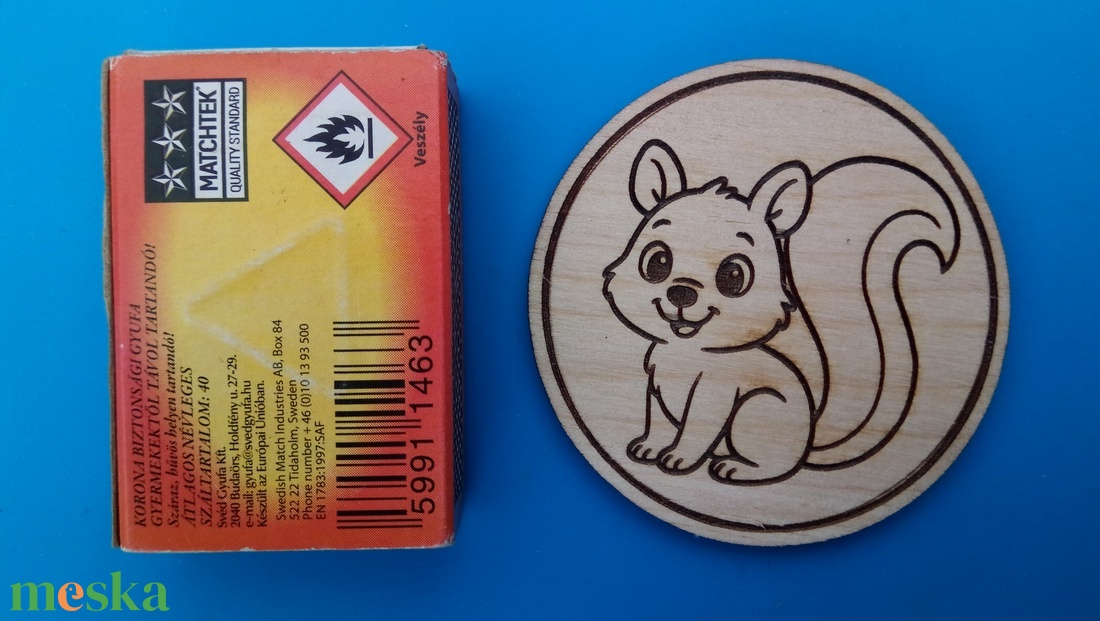 MATCHTEK
QUALITY STANDARD
Veszély
KORONA BIZTONSÁGI GYUFA
GYERMEKEKTŐL TÁVOL TARTANDÓ!
Száraz, hűvös helyen tartandó!
ÁTLAGOS NÉVLEGES
SZÁLTARTALOM: 40
Svéd Gyufa Kft.
2040 Budaörs, Holdfény u. 27-29.
e-mail: gyufa@svedgyufa.hu
Készült az Európai Unióban.
Swedish Match Industries AB, Box 84
522 22 Tidaholm, Sweden
Phone number + 46 (0)10 13 93 500
EN 1783:1997:SAF
5991 1463
meska